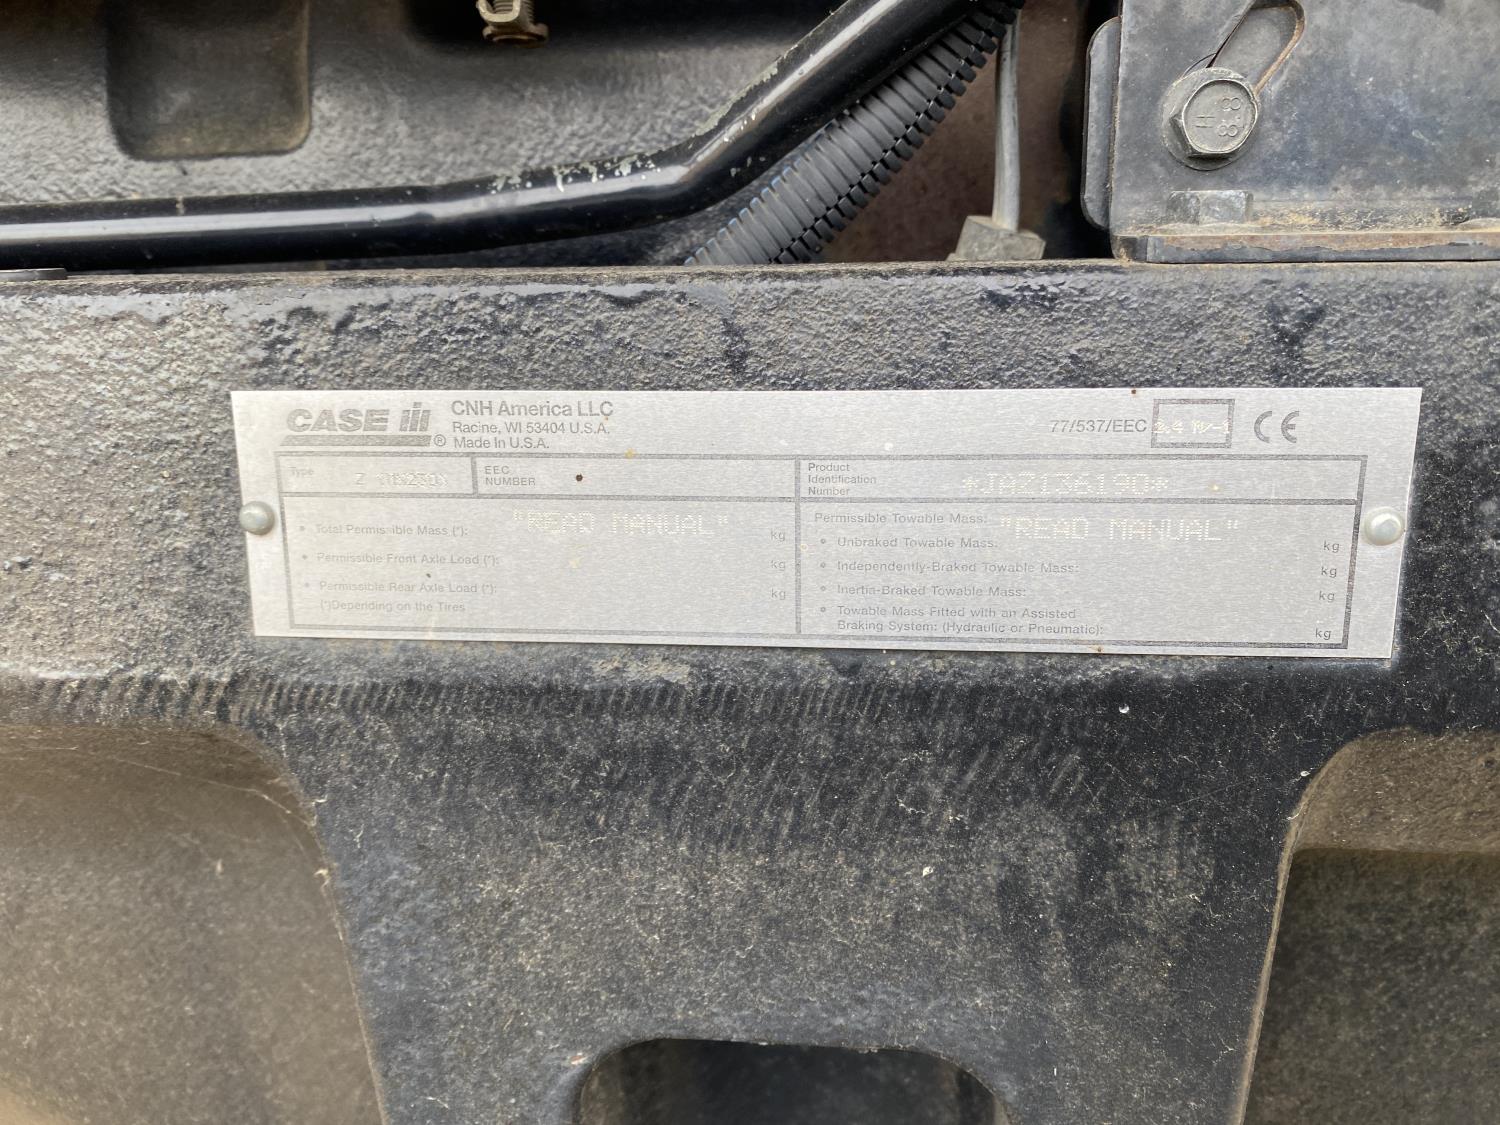 CASE III ®
CNH America LLC
Racine, WI 53404 U.S.A.
Made In U.S.A.
77/537/EEC
CE
Type
EEC
NUMBER
Product
Identification
Number
"READ MANUAL"
• Total Permissible Mass (*): kg
• Permissible Front Axle Load (*): kg
• Permissible Rear Axle Load (*): kg
(*)Depending on the Tires
Permissible Towable Mass: "READ MANUAL"
• Unbraked Towable Mass: kg
• Independently-Braked Towable Mass: kg
• Inertia-Braked Towable Mass: kg
• Towable Mass Fitted with an Assisted
Braking System: (Hydraulic or Pneumatic): kg